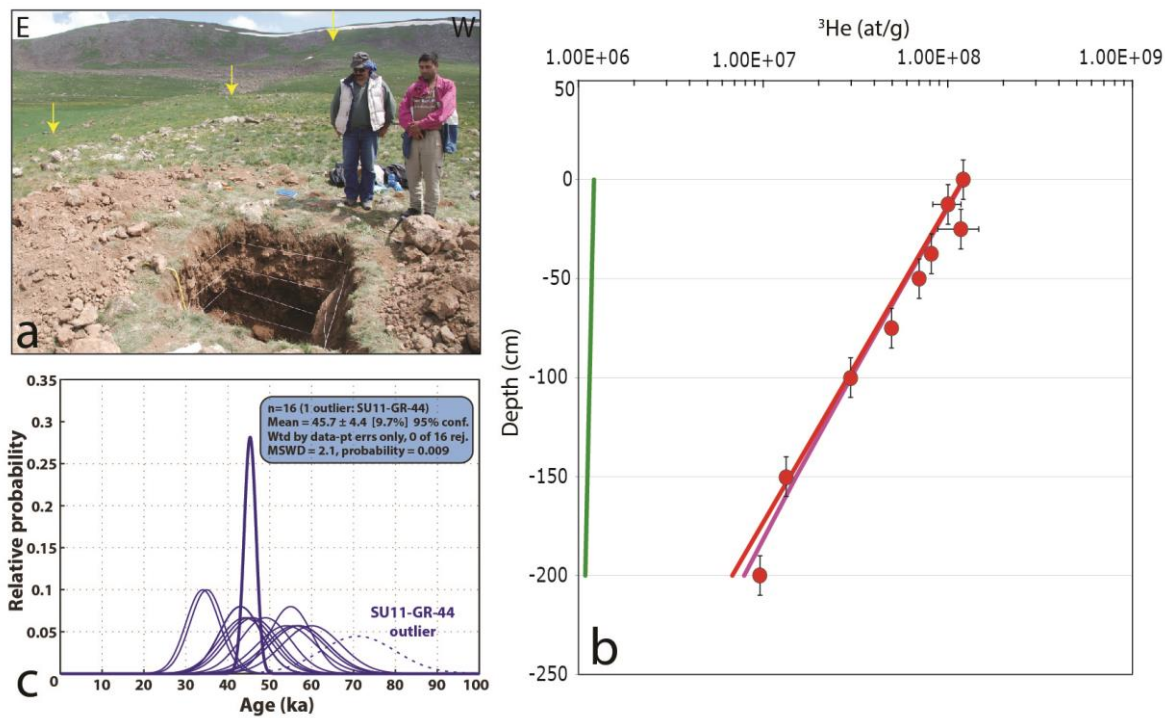 E
W
a
³He (at/g)
1.00E+06 1.00E+07 1.00E+08 1.00E+09
50
0
-50
-100
-150
-200
-250
Depth (cm)
b
0.35
0.3
0.25
0.2
0.15
0.1
0.05
0
Relative probability
n=16 (1 outlier: SU11-GR-44)
Mean = 45.7 ± 4.4 [9.7%] 95% conf.
Wtd by data-pt errs only, 0 of 16 rej.
MSWD = 2.1, probability = 0.009
SU11-GR-44
outlier
0 10 20 30 40 50 60 70 80 90 100
Age (ka)
c